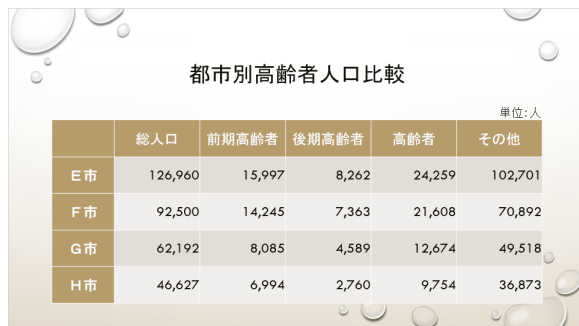 都市別高齢者人口比較
単位:人
総人口 前期高齢者 後期高齢者 高齢者 その他
E市 126,960 15,997 8,262 24,259 102,701
F市 92,500 14,245 7,363 21,608 70,892
G市 62,192 8,085 4,589 12,674 49,518
H市 46,627 6,994 2,760 9,754 36,873